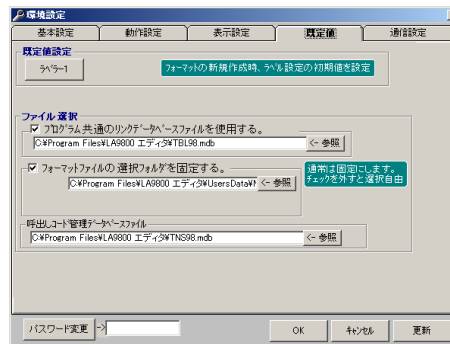 環境設定
基本設定 動作設定 表示設定 既定値 通信設定
既定値設定
ラベラー1
フォーマットの新規作成時、ラベル設定の初期値を設定
ファイル選択
プログラム共通のリンクデータベースファイルを使用する。
C:¥Program Files¥LA9800 エディタ¥TBL98.mdb <- 参照
フォーマットファイルの選択フォルダを固定する。
C:¥Program Files¥LA9800 エディタ¥UsersData¥ <- 参照
通常は固定にします。
チェックを外すと選択自由
呼出しコード管理データベースファイル
C:¥Program Files¥LA9800 エディタ¥TNS98.mdb <- 参照
パスワード変更 -> OK キャンセル 更新